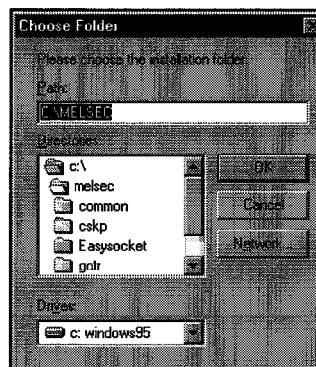 Choose Folder
Please choose the installation folder.
Path:
C:\MELSEC
Directories:
c:\
melsec
common
cskp
Easysocket
gotr
OK
Cancel
Network...
Drives:
c: windows95